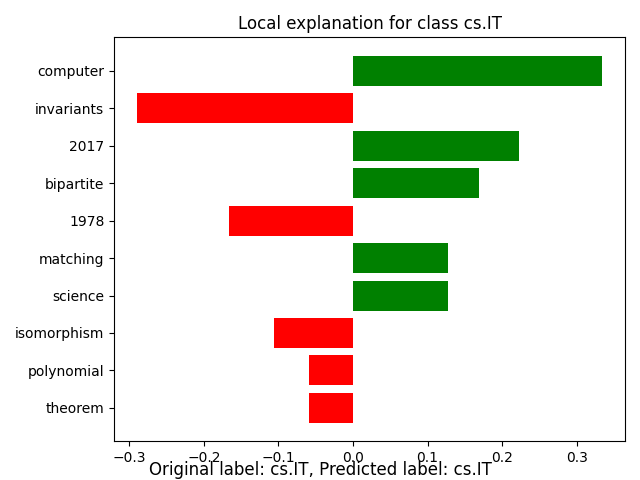 Local explanation for class cs.IT
computer
invariants
2017
bipartite
1978
matching
science
isomorphism
polynomial
theorem
−0.3 −0.2 −0.1 0.0 0.1 0.2 0.3
Original label: cs.IT, Predicted label: cs.IT